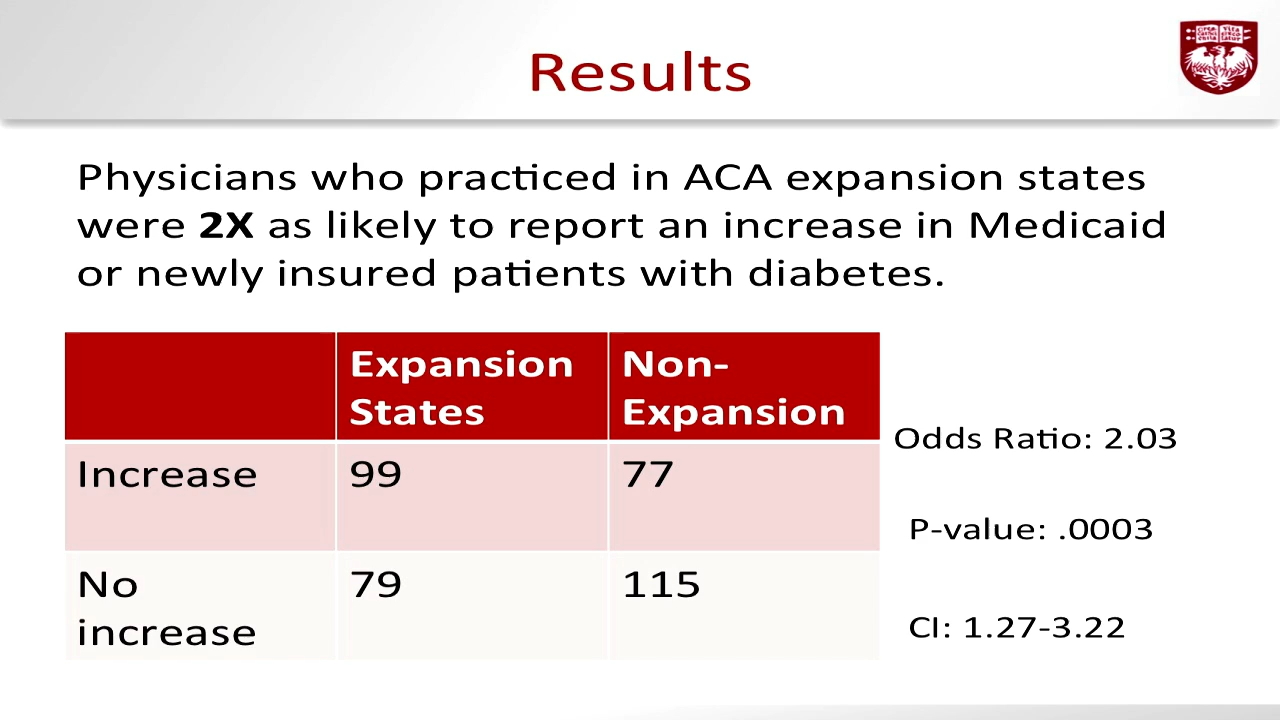 Results
Physicians who practiced in ACA expansion states
were 2X as likely to report an increase in Medicaid
or newly insured patients with diabetes.
Expansion States
Non-Expansion
Increase
99
77
No increase
79
115
Odds Ratio: 2.03
P-value: .0003
CI: 1.27-3.22